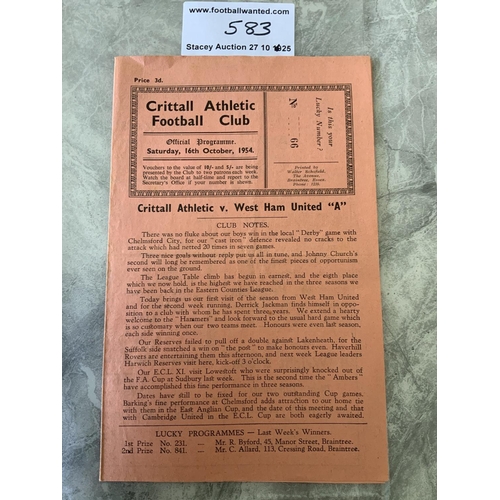 www.footballwanted.com
583
Stacey Auction 27 10 2025
Price 3d.
Crittall Athletic
Football Club
Official Programme.
Saturday, 16th October, 1954.
Vouchers to the value of 10/- and 5/- are being
presented by the Club to two patrons each week.
Watch the board at half-time and report to the
Secretary's Office if your number is shewn.
Is this your
Lucky Number?
No
66
Printed by
The Avenue,
Crittall Athletic v. West Ham United "A"
CLUB NOTES.
There was no fluke about our boys win in the local "Derby" game with
Chelmsford City, for our "cast iron" defence revealed no cracks to the
attack which had netted 20 times in seven games.
Three nice goals without reply put us all in tune, and Johnny Church's
second will long be remembered as one of the finest pieces of opportunism
ever seen on the ground.
The League Table climb has begun in earnest, and the eigth place
which we now hold, is the highest we have reached in the three seasons we
have been back in the Eastern Counties League.
Today brings us our first visit of the season from West Ham United
and for the second week running, Derrick Jackman finds himself in oppo-
sition to a club with whom he has spent three years. We extend a hearty
welcome to the "Hammers" and look forward to the usual hard game which
is so customary when our two teams meet. Honours were even last season,
each side winning once.
Our Reserves failed to pull off a double against Lakenheath, for the
Suffolk side snatched a win on "the post" to make honours even. Haverhill
Rovers are entertaining them this afternoon, and next week League leaders
Harwich Reserves visit here, kick-off 3 o'clock.
Our E.C.L. XI. visit Lowestoft who were surprisingly knocked out of
the F.A. Cup at Sudbury last week. This is the second time the "Ambers"
have accomplished this fine performance in three seasons.
Dates have still to be fixed for our two outstanding Cup games.
Barking's fine performance at Chelmsford adds attraction to our home tie
with them in the East Anglian Cup, and the date of this meeting and that
with Cambridge United in the E.C.L. Cup are both eagerly awaited.
LUCKY PROGRAMMES — Last Week's Winners.
1st Prize No. 231. — Mr. R. Byford, 45, Manor Street, Braintree.
2nd Prize No. 841. — Mr. C. Allard, 113, Cressing Road, Braintree.